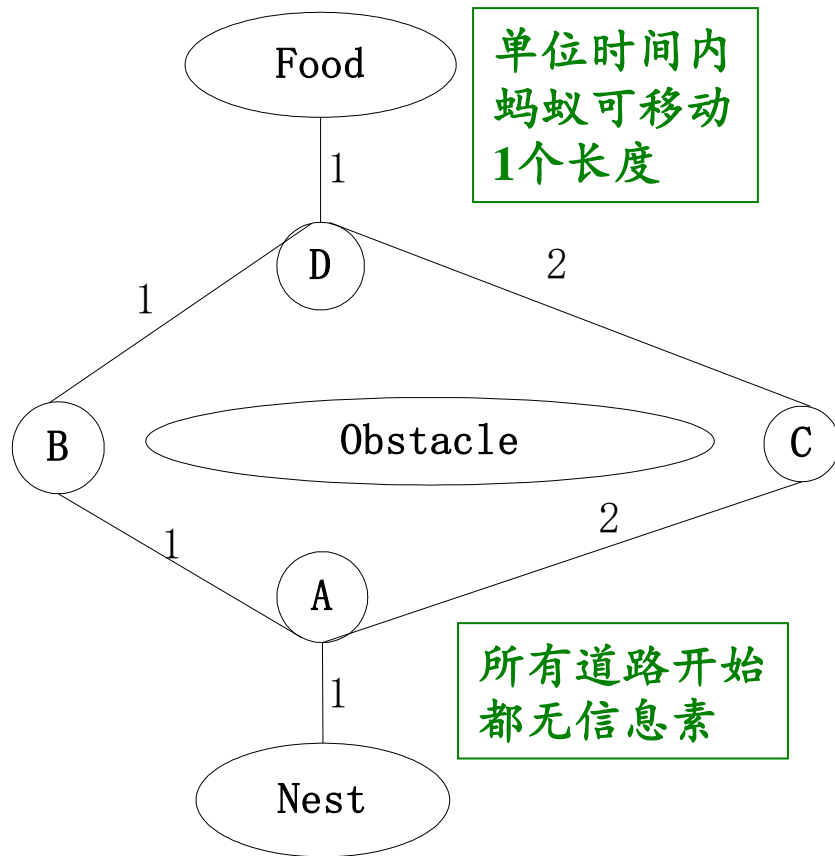 Food
单位时间内
蚂蚁可移动
1个长度
1
D
2
1
B
Obstacle
C
1
2
A
所有道路开始
都无信息素
1
Nest